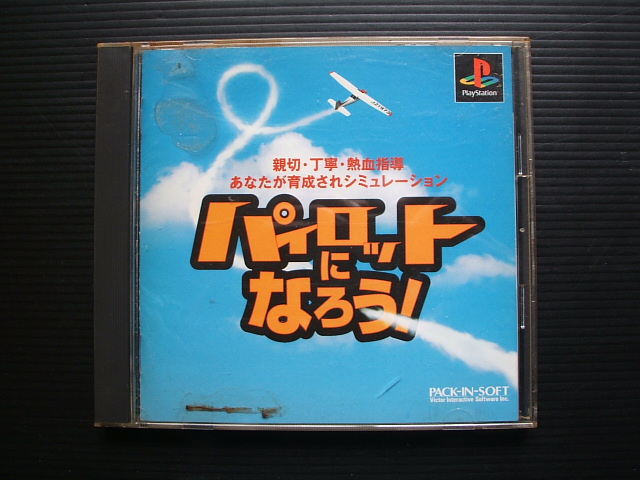 PlayStation
親切・丁寧・熱血指導
あなたが育成されシミュレーション
パイロット
に
なろう!
PACK-IN-SOFT
Victor Interactive Software Inc.